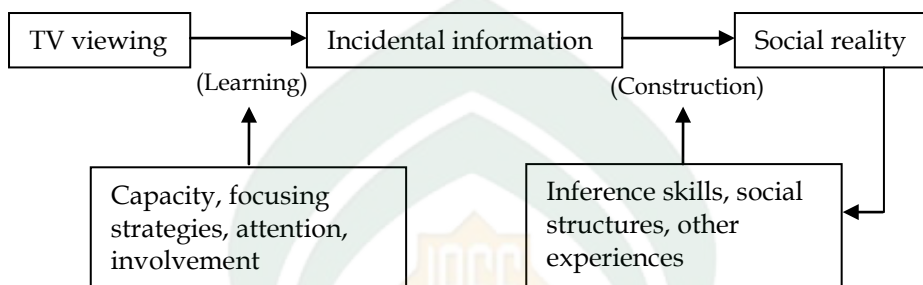 TV viewing
Incidental information
Social reality
(Learning)
(Construction)
Capacity, focusing
strategies, attention,
involvement
Inference skills, social
structures, other
experiences